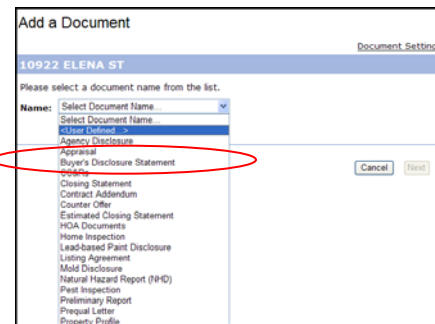 Add a Document
Document Setting
10922 ELENA ST
Please select a document name from the list.
Name: Select Document Name...
Select Document Name...
<User Defined...>
Agency Disclosure
Appraisal
Buyer's Disclosure Statement
CC&Rs
Cancel Next
Closing Statement
Contract Addendum
Counter Offer
Estimated Closing Statement
HOA Documents
Home Inspection
Lead-based Paint Disclosure
Listing Agreement
Mold Disclosure
Natural Hazard Report (NHD)
Pest Inspection
Preliminary Report
Prequal Letter
Property Profile